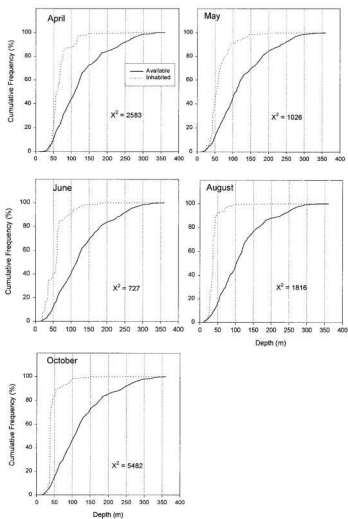 April
Cumulative Frequency (%)
100
80
60
40
20
0
Available
Inhabited
X² = 2583
0 50 100 150 200 250 300 350 400
May
100
80
60
40
20
0
X² = 1026
0 50 100 150 200 250 300 350 400
June
Cumulative Frequency (%)
100
80
60
40
20
0
X² = 727
0 50 100 150 200 250 300 350 400
August
100
80
60
40
20
0
X² = 1816
0 50 100 150 200 250 300 350 400
Depth (m)
October
Cumulative Frequency (%)
100
80
60
40
20
0
X² = 5482
0 50 100 150 200 250 300 350 400
Depth (m)